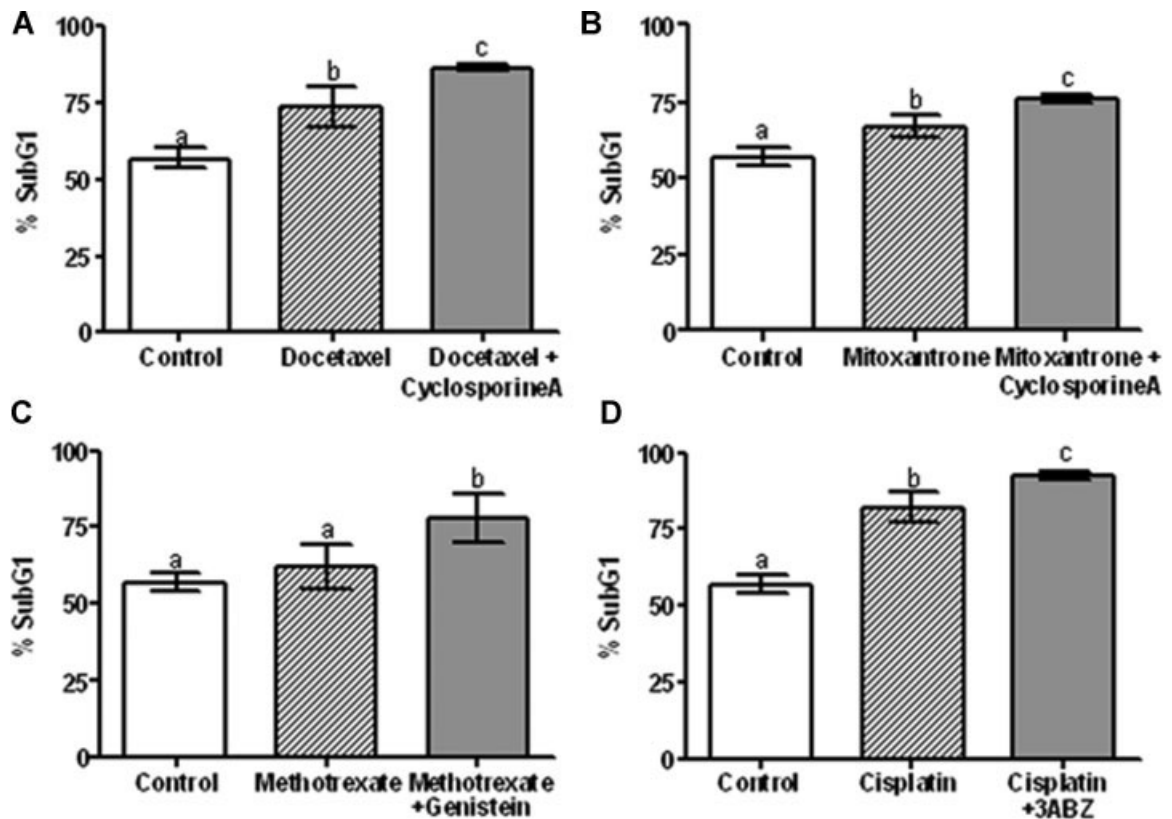 A
B
100
75
50
25
0
% SubG1
a
b
c
Control
Docetaxel
Docetaxel +
CyclosporineA
100
75
50
25
0
% SubG1
a
b
c
Control
Mitoxantrone
Mitoxantrone +
CyclosporineA
C
D
100
75
50
25
0
% SubG1
a
a
b
Control
Methotrexate
Methotrexate
+Genistein
100
75
50
25
0
% SubG1
a
b
c
Control
Cisplatin
Cisplatin
+3ABZ